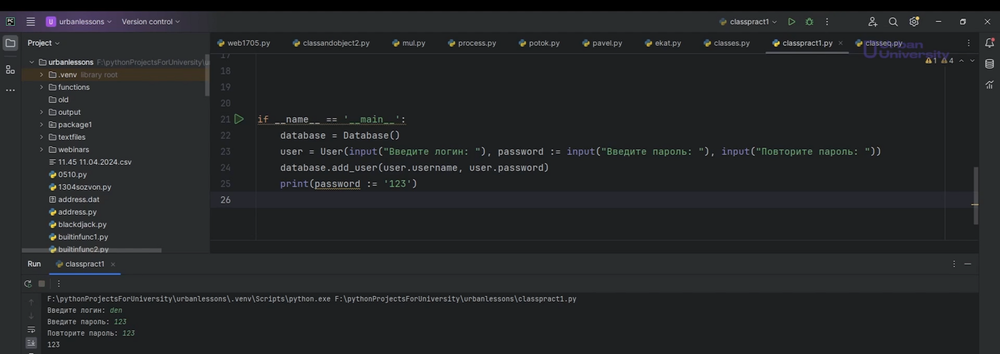 urbanlessons
Version control
classpract1
Project
web1705.py
classandobject2.py
mul.py
process.py
potok.py
pavel.py
ekat.py
classes.py
classpract1.py
classeq.py
Urban University
1 4
urbanlessons F:\pythonProjectsForUniversity\u
.venv library root
functions
old
output
package1
textfiles
webinars
11.45 11.04.2024.csv
0510.py
1304sozvon.py
address.dat
address.py
blackdjack.py
builtinfunc1.py
builtinfunc2.py
17
18
19
20
21 if __name__ == '__main__':
22 database = Database()
23 user = User(input("Введите логин: "), password := input("Введите пароль: "), input("Повторите пароль: "))
24 database.add_user(user.username, user.password)
25 print(password := '123')
26
Run
classpract1
F:\pythonProjectsForUniversity\urbanlessons\.venv\Scripts\python.exe F:\pythonProjectsForUniversity\urbanlessons\classpract1.py
Введите логин: den
Введите пароль: 123
Повторите пароль: 123
123